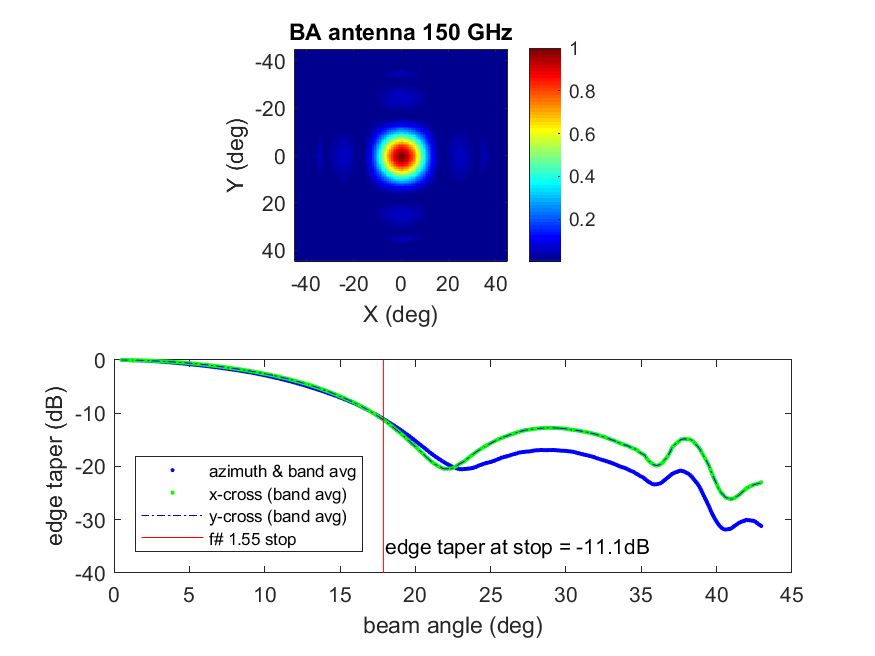 BA antenna 150 GHz
-40
-20
0
20
40
Y (deg)
-40 -20 0 20 40
X (deg)
1
0.8
0.6
0.4
0.2
0
-10
-20
-30
-40
edge taper (dB)
azimuth & band avg
x-cross (band avg)
y-cross (band avg)
f# 1.55 stop
edge taper at stop = -11.1dB
0 5 10 15 20 25 30 35 40 45
beam angle (deg)